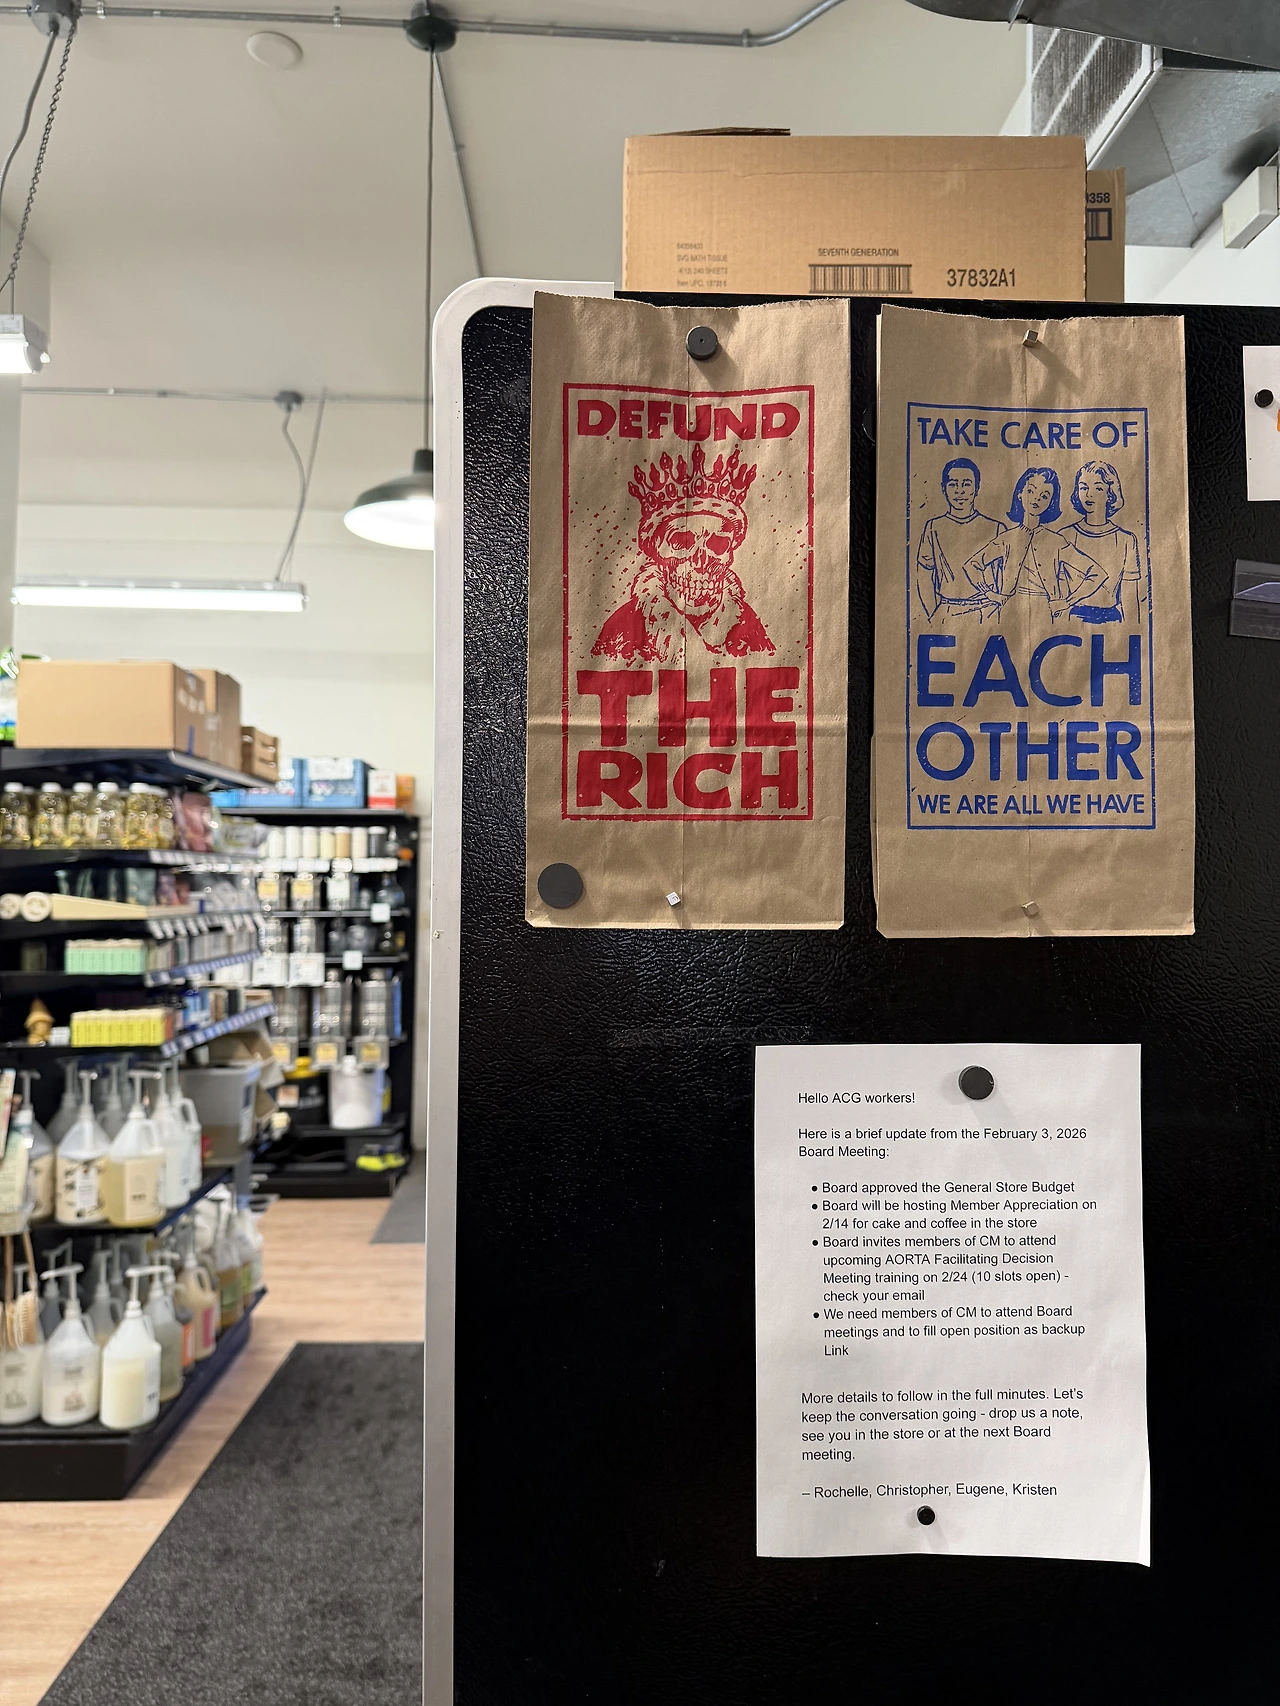 SEVENTH GENERATION
37832A1
358
SVG BATH TISSUE
DEFUND
THE
RICH
TAKE CARE OF
EACH
OTHER
WE ARE ALL WE HAVE
Hello ACG workers!
Here is a brief update from the February 3, 2026
Board Meeting:
● Board approved the General Store Budget
● Board will be hosting Member Appreciation on
2/14 for cake and coffee in the store
● Board invites members of CM to attend
upcoming AORTA Facilitating Decision
Meeting training on 2/24 (10 slots open) -
check your email
● We need members of CM to attend Board
meetings and to fill open position as backup
Link
More details to follow in the full minutes. Let's
keep the conversation going - drop us a note,
see you in the store or at the next Board
meeting.
– Rochelle, Christopher, Eugene, Kristen